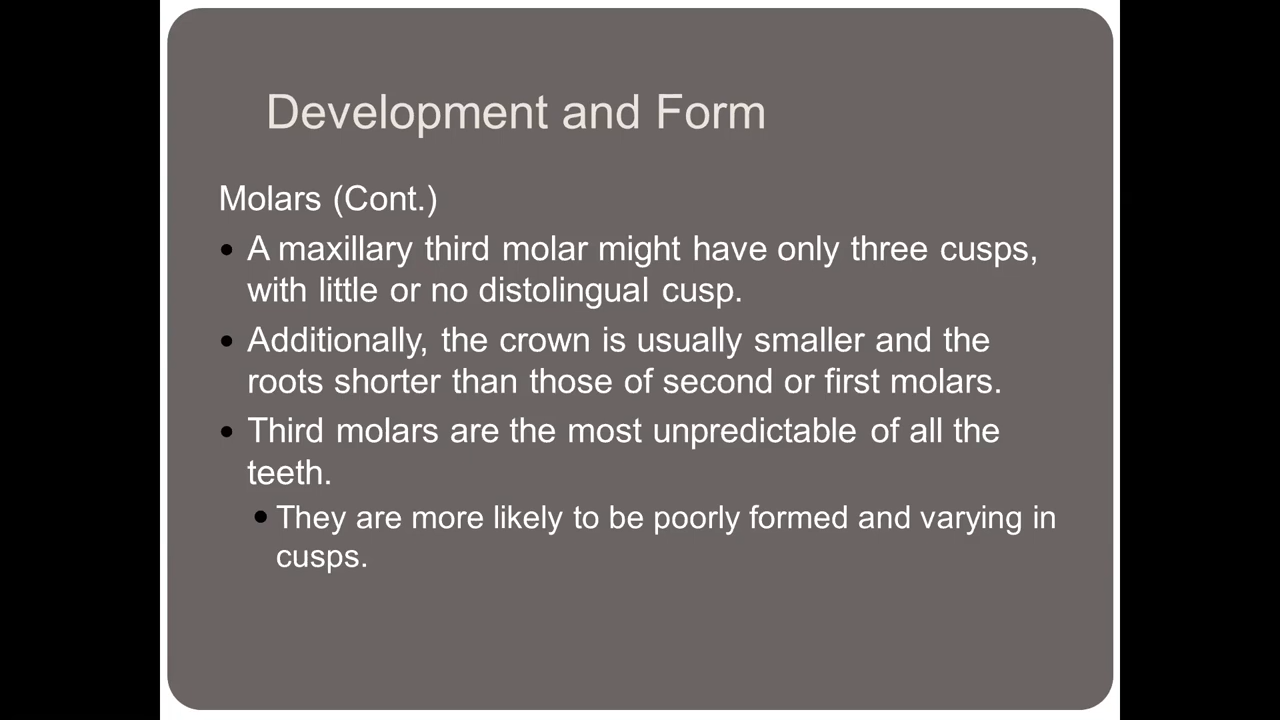 Development and Form
Molars (Cont.)
• A maxillary third molar might have only three cusps,
with little or no distolingual cusp.
• Additionally, the crown is usually smaller and the
roots shorter than those of second or first molars.
• Third molars are the most unpredictable of all the
teeth.
• They are more likely to be poorly formed and varying in
cusps.